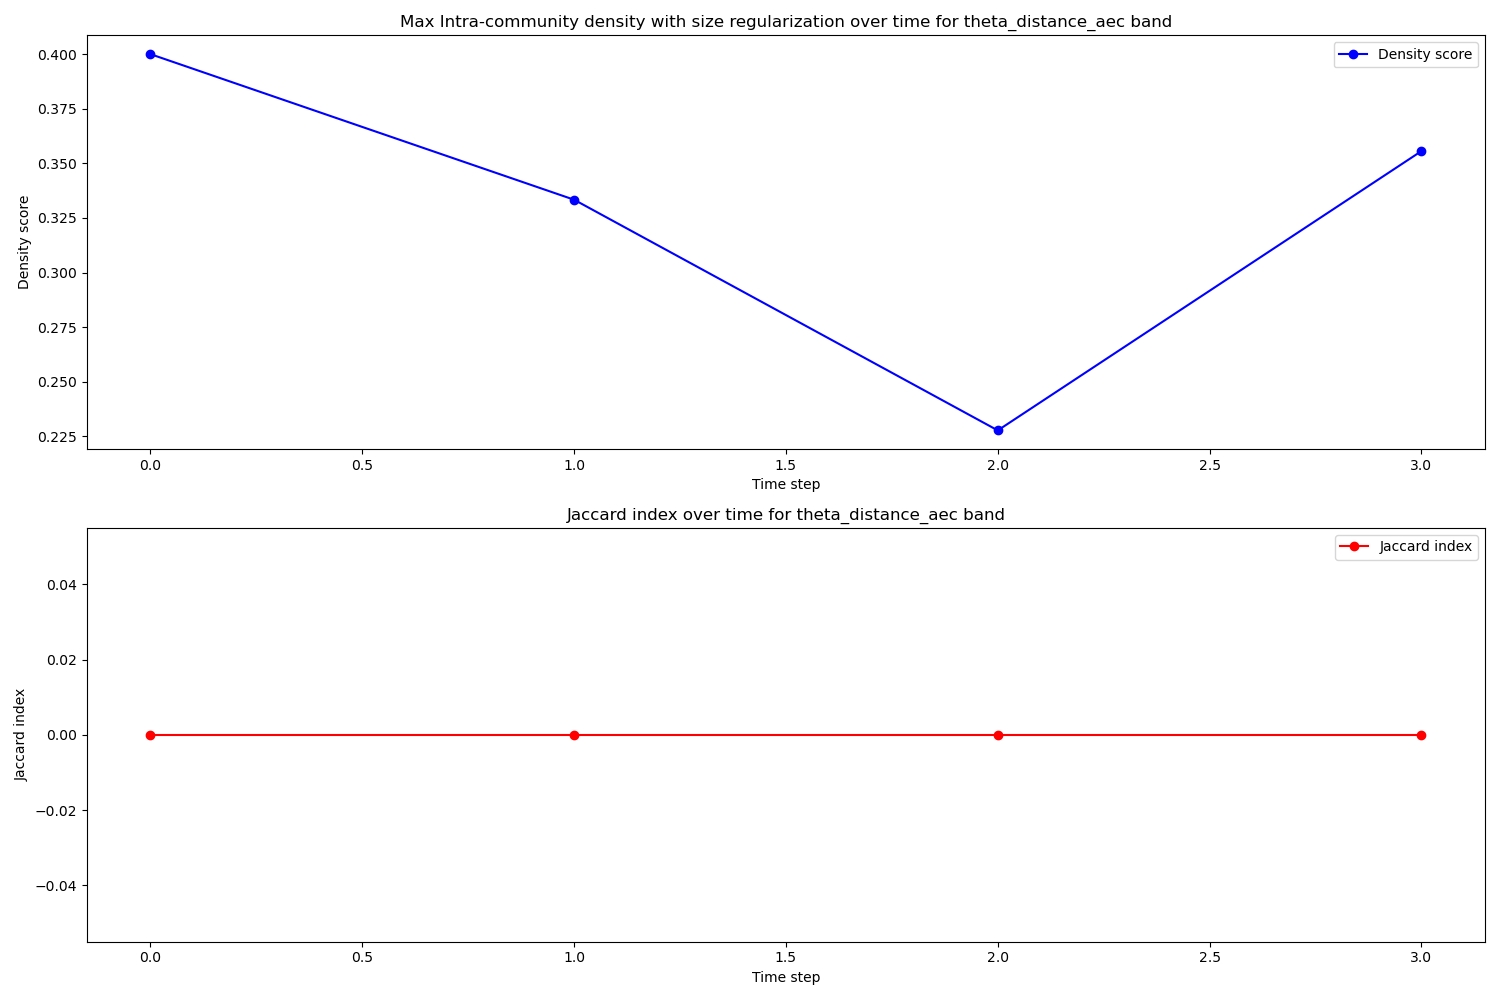 Max Intra-community density with size regularization over time for theta_distance_aec band
Density score
0.400
0.375
0.350
0.325
0.300
0.275
0.250
0.225
Density score
0.0 0.5 1.0 1.5 2.0 2.5 3.0
Time step
Jaccard index over time for theta_distance_aec band
Jaccard index
0.04
0.02
0.00
−0.02
−0.04
Jaccard index
0.0 0.5 1.0 1.5 2.0 2.5 3.0
Time step